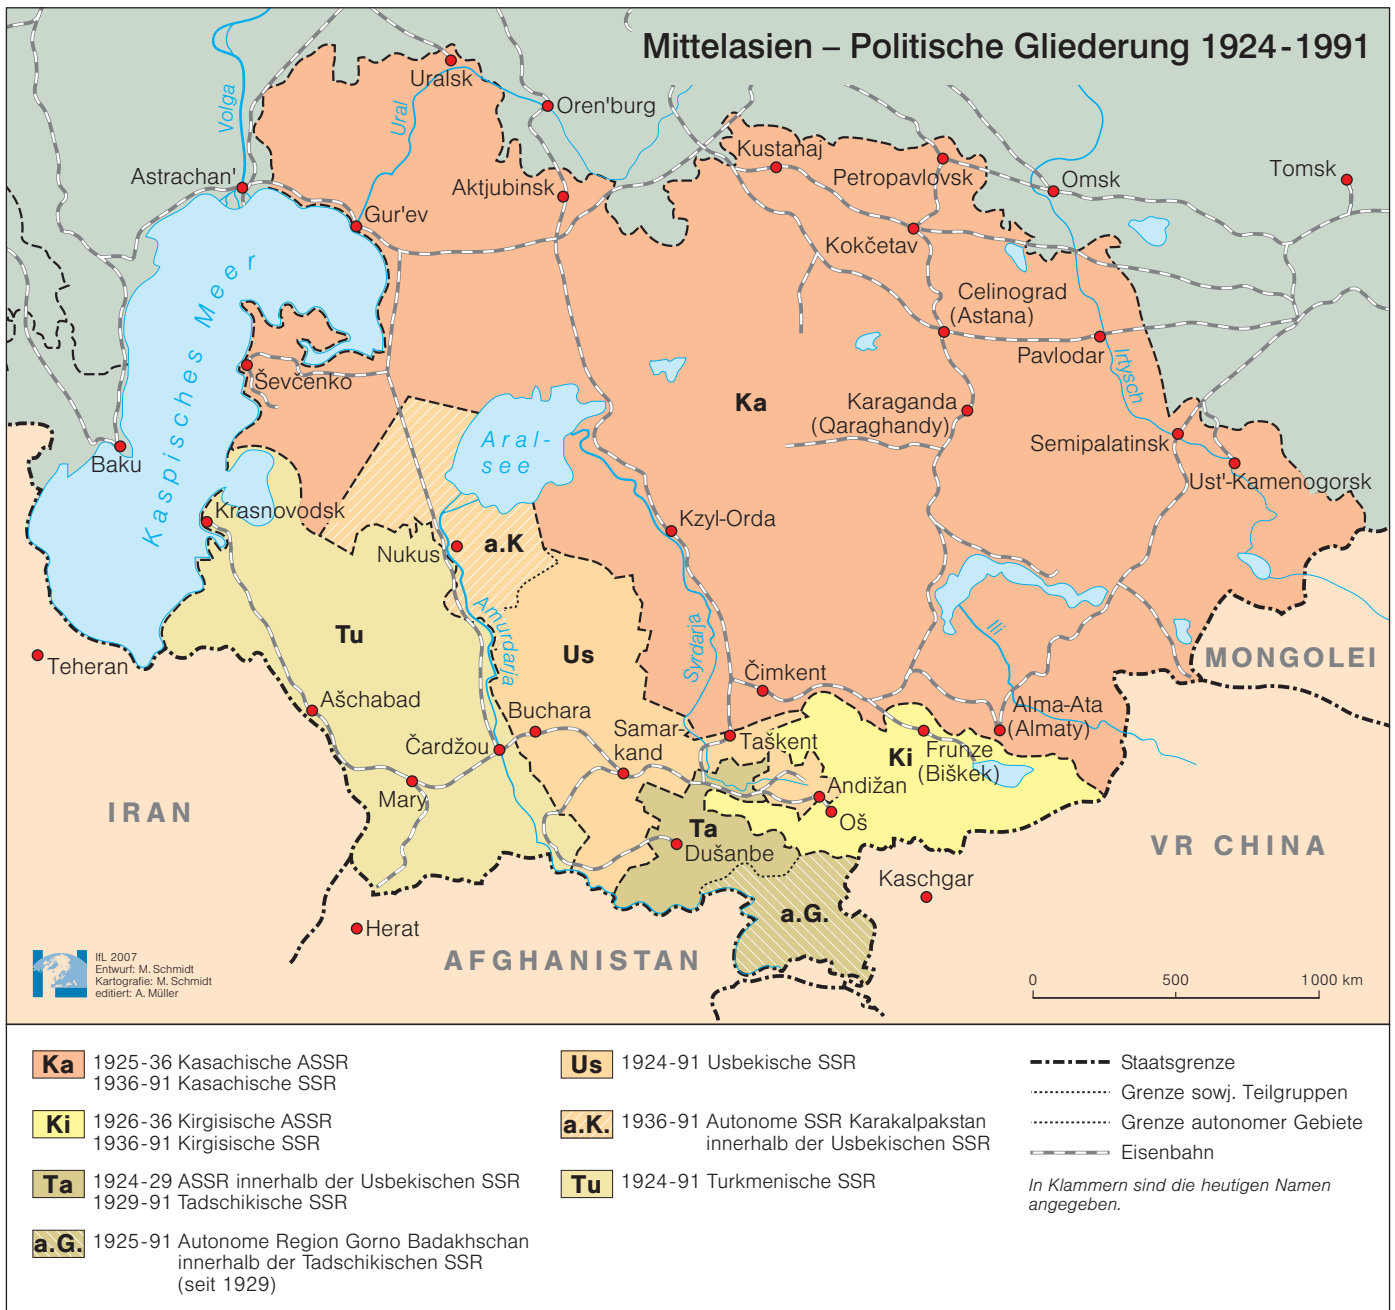 Mittelasien – Politische Gliederung 1924-1991
Volga
Ural
Uralsk
Oren'burg
Astrachan'
Gur'ev
Aktjubinsk
Kustanaj
Petropavlovsk
Omsk
Tomsk
Kokčetav
Celinograd
(Astana)
Pavlodar
Irtysch
Kaspisches Meer
Ševčenko
Aral-
see
Ka
Karaganda
(Qaraghandy)
Semipalatinsk
Ust'-Kamenogorsk
Baku
Krasnovodsk
Nukus
a.K
Kzyl-Orda
Amurdarja
Syrdarja
Ili
Tu
Us
Teheran
MONGOLEI
Čimkent
Ašchabad
Buchara
Samar-
kand
Taškent
Alma-Ata
(Almaty)
Čardžou
Ki
Frunze
(Biškek)
Mary
Andižan
Oš
IRAN
Ta
Dušanbe
VR CHINA
Kaschgar
a.G.
Herat
AFGHANISTAN
IfL 2007
Entwurf: M. Schmidt
Kartografie: M. Schmidt
editiert: A. Müller
0 500 1000 km
Ka 1925-36 Kasachische ASSR
1936-91 Kasachische SSR
Ki 1926-36 Kirgisische ASSR
1936-91 Kirgisische SSR
Ta 1924-29 ASSR innerhalb der Usbekischen SSR
1929-91 Tadschikische SSR
a.G. 1925-91 Autonome Region Gorno Badakhschan
innerhalb der Tadschikischen SSR
(seit 1929)
Us 1924-91 Usbekische SSR
a.K. 1936-91 Autonome SSR Karakalpakstan
innerhalb der Usbekischen SSR
Tu 1924-91 Turkmenische SSR
Staatsgrenze
Grenze sowj. Teilgruppen
Grenze autonomer Gebiete
Eisenbahn
In Klammern sind die heutigen Namen
angegeben.